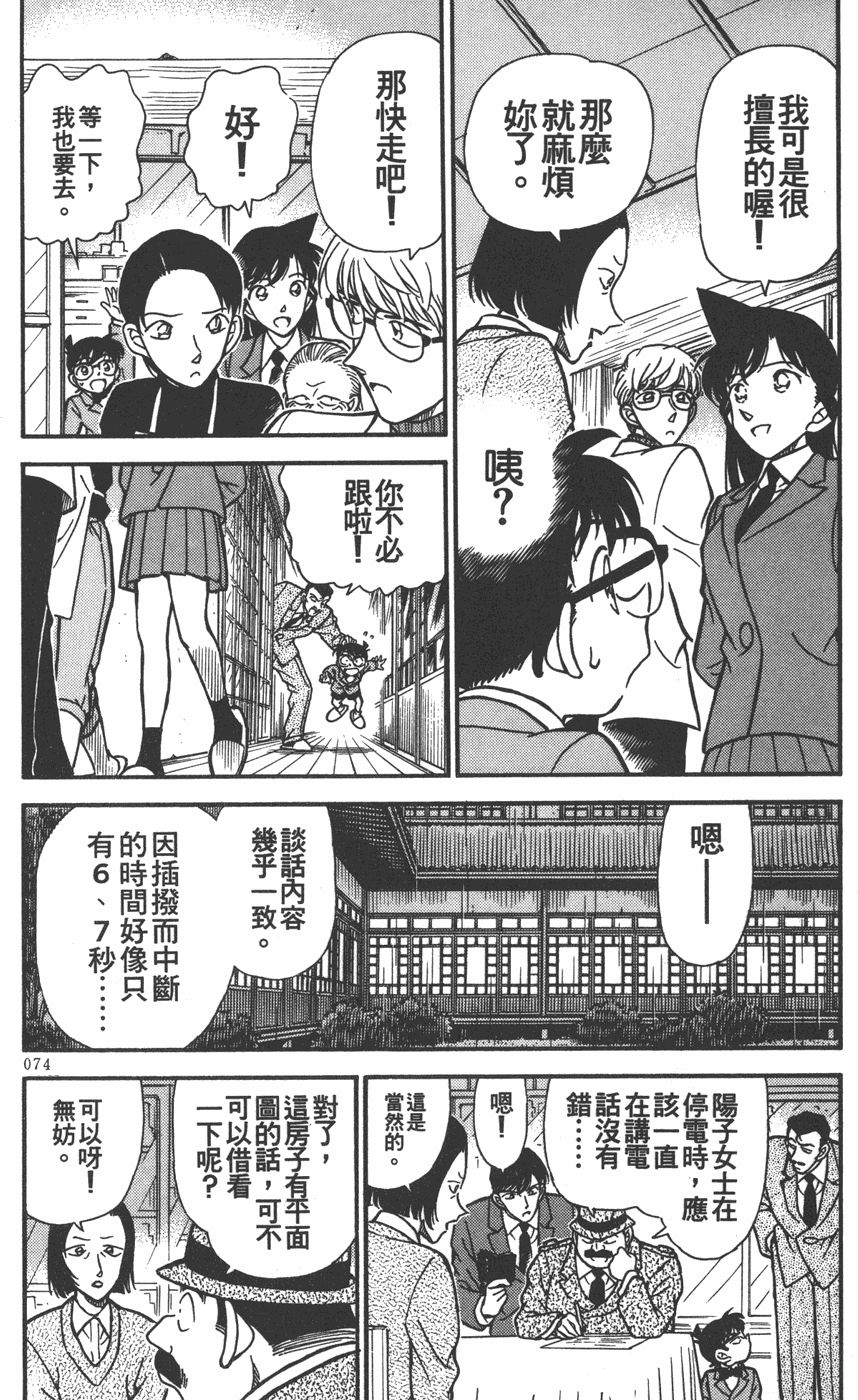 我可是很
擅長的喔！
那麼
就麻煩
妳了。
咦？
那快走吧！
好！
等一下，
我也要去。
你不必
跟啦！
嗯—
談話內容
幾乎一致。
因插撥而中斷
的時間好像只
有6、7秒……
074
陽子女士在
停電時，應
該一直
在講電
話沒有
錯……
嗯！
這是
當然的。
對了，
這房子有平面
圖的話，可不
可以借看
一下呢？
可以呀！
無妨。